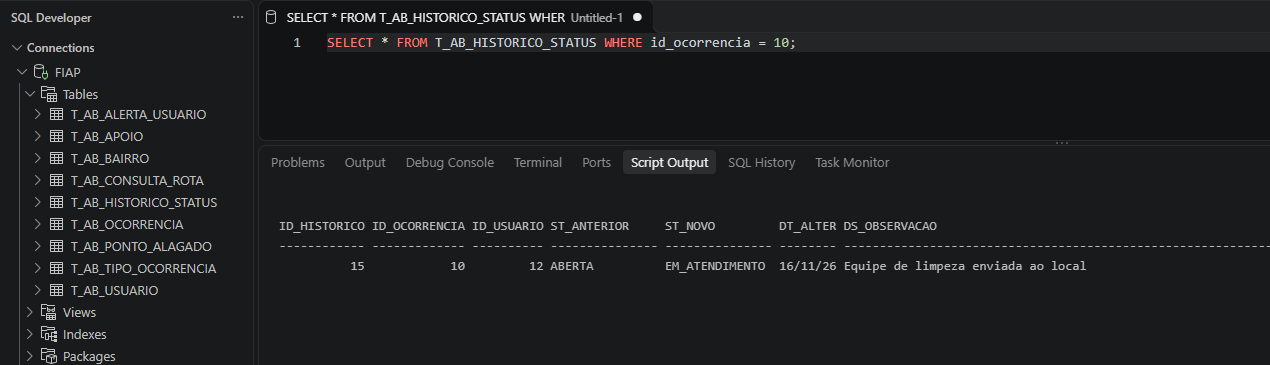 SQL Developer ...
Connections
FIAP
Tables
T_AB_ALERTA_USUARIO
T_AB_APOIO
T_AB_BAIRRO
T_AB_CONSULTA_ROTA
T_AB_HISTORICO_STATUS
T_AB_OCORRENCIA
T_AB_PONTO_ALAGADO
T_AB_TIPO_OCORRENCIA
T_AB_USUARIO
Views
Indexes
Packages
SELECT * FROM T_AB_HISTORICO_STATUS WHER Untitled-1
1 SELECT * FROM T_AB_HISTORICO_STATUS WHERE id_ocorrencia = 10;
Problems Output Debug Console Terminal Ports Script Output SQL History Task Monitor
ID_HISTORICO ID_OCORRENCIA ID_USUARIO ST_ANTERIOR ST_NOVO DT_ALTER DS_OBSERVACAO
------------ ------------- ---------- --------------- -------------- -------- ------------------------------------------------------------
15 10 12 ABERTA EM_ATENDIMENTO 16/11/26 Equipe de limpeza enviada ao local